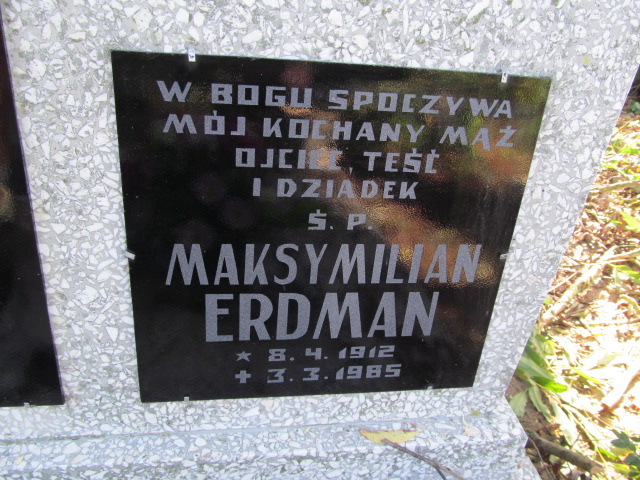 W BOGU SPOCZYWA
MÓJ KOCHANY MĄŻ
OJCIEC, TEŚĆ
I DZIADEK
Ś. P.
MAKSYMILIAN
ERDMAN
★ 8. 4. 1912
+ 3. 3. 1985